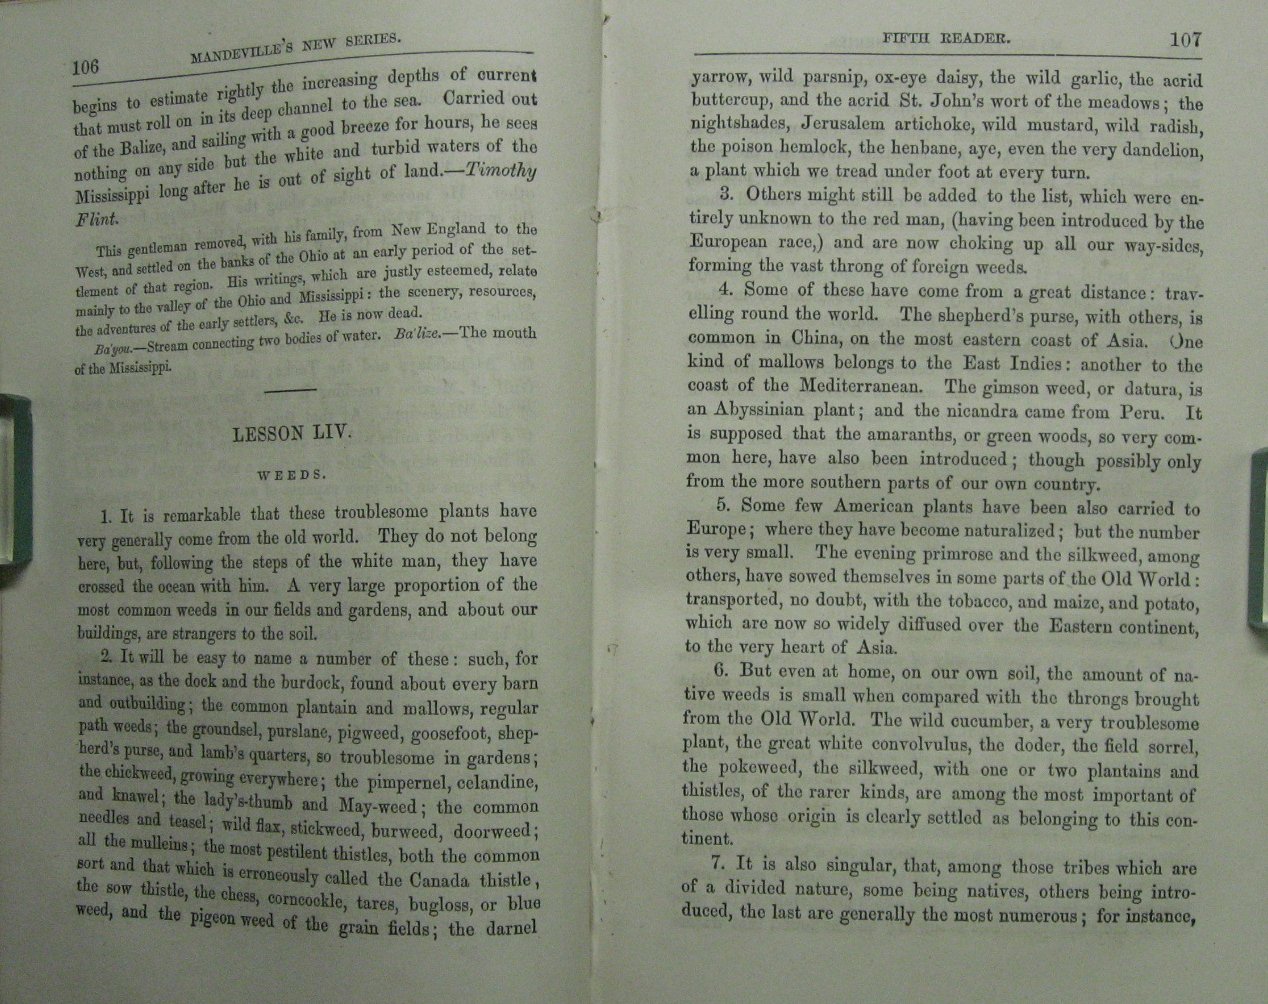 106
MANDEVILLE'S NEW SERIES.
begins to estimate rightly the increasing depths of current
that must roll on in its deep channel to the sea. Carried out
of the Balize, and sailing with a good breeze for hours, he sees
nothing on any side but the white and turbid waters of the
Mississippi long after he is out of sight of land.—Timothy
Flint.
This gentleman removed, with his family, from New England to the
West, and settled on the banks of the Ohio at an early period of the set-
tlement of that region. His writings, which are justly esteemed, relate
mainly to the valley of the Ohio and Mississippi: the scenery, resources,
the adventures of the early settlers, &c. He is now dead.
Ba'you.—Stream connecting two bodies of water. Ba'lize.—The mouth
of the Mississippi.
LESSON LIV.
WEEDS.
1. It is remarkable that these troublesome plants have
very generally come from the old world. They do not belong
here, but, following the steps of the white man, they have
crossed the ocean with him. A very large proportion of the
most common weeds in our fields and gardens, and about our
buildings, are strangers to the soil.
2. It will be easy to name a number of these: such, for
instance, as the dock and the burdock, found about every barn
and outbuilding; the common plantain and mallows, regular
path weeds; the groundsel, purslane, pigweed, goosefoot, shep-
herd's purse, and lamb's quarters, so troublesome in gardens;
the chickweed, growing everywhere; the pimpernel, celandine,
and knawel; the lady's-thumb and May-weed; the common
needles and teasel; wild flax, stickweed, burweed, doorweed;
all the mulleins; the most pestilent thistles, both the common
sort and that which is erroneously called the Canada thistle,
the sow thistle, the chess, corncockle, tares, bugloss, or blue
weed, and the pigeon weed of the grain fields; the darnel
FIFTH READER.
107
yarrow, wild parsnip, ox-eye daisy, the wild garlic, the acrid
buttercup, and the acrid St. John's wort of the meadows; the
nightshades, Jerusalem artichoke, wild mustard, wild radish,
the poison hemlock, the henbane, aye, even the very dandelion,
a plant which we tread under foot at every turn.
3. Others might still be added to the list, which were en-
tirely unknown to the red man, (having been introduced by the
European race,) and are now choking up all our way-sides,
forming the vast throng of foreign weeds.
4. Some of these have come from a great distance: trav-
elling round the world. The shepherd's purse, with others, is
common in China, on the most eastern coast of Asia. One
kind of mallows belongs to the East Indies: another to the
coast of the Mediterranean. The gimson weed, or datura, is
an Abyssinian plant; and the nicandra came from Peru. It
is supposed that the amaranths, or green woods, so very com-
mon here, have also been introduced; though possibly only
from the more southern parts of our own country.
5. Some few American plants have been also carried to
Europe; where they have become naturalized; but the number
is very small. The evening primrose and the silkweed, among
others, have sowed themselves in some parts of the Old World:
transported, no doubt, with the tobacco, and maize, and potato,
which are now so widely diffused over the Eastern continent,
to the very heart of Asia.
6. But even at home, on our own soil, the amount of na-
tive weeds is small when compared with the throngs brought
from the Old World. The wild cucumber, a very troublesome
plant, the great white convolvulus, the doder, the field sorrel,
the pokeweed, the silkweed, with one or two plantains and
thistles, of the rarer kinds, are among the most important of
those whose origin is clearly settled as belonging to this con-
tinent.
7. It is also singular, that, among those tribes which are
of a divided nature, some being natives, others being intro-
duced, the last are generally the most numerous; for instance,